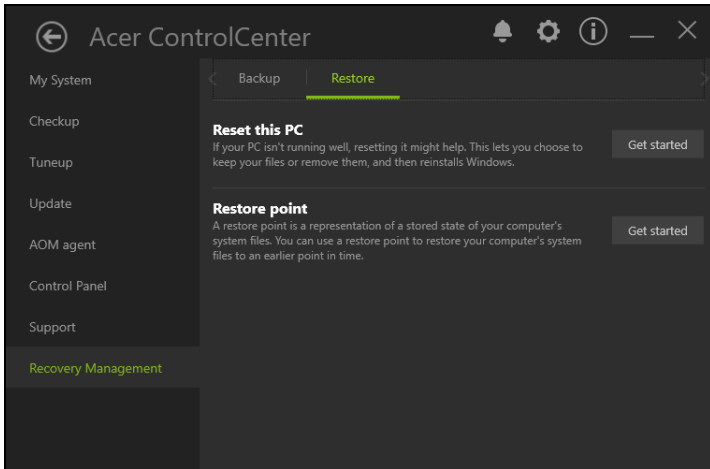 Acer ControlCenter
My System
Checkup
Tuneup
Update
AOM agent
Control Panel
Support
Recovery Management
Backup
Restore
Reset this PC
If your PC isn't running well, resetting it might help. This lets you choose to
keep your files or remove them, and then reinstalls Windows.
Get started
Restore point
A restore point is a representation of a stored state of your computer's
system files. You can use a restore point to restore your computer's system
files to an earlier point in time.
Get started